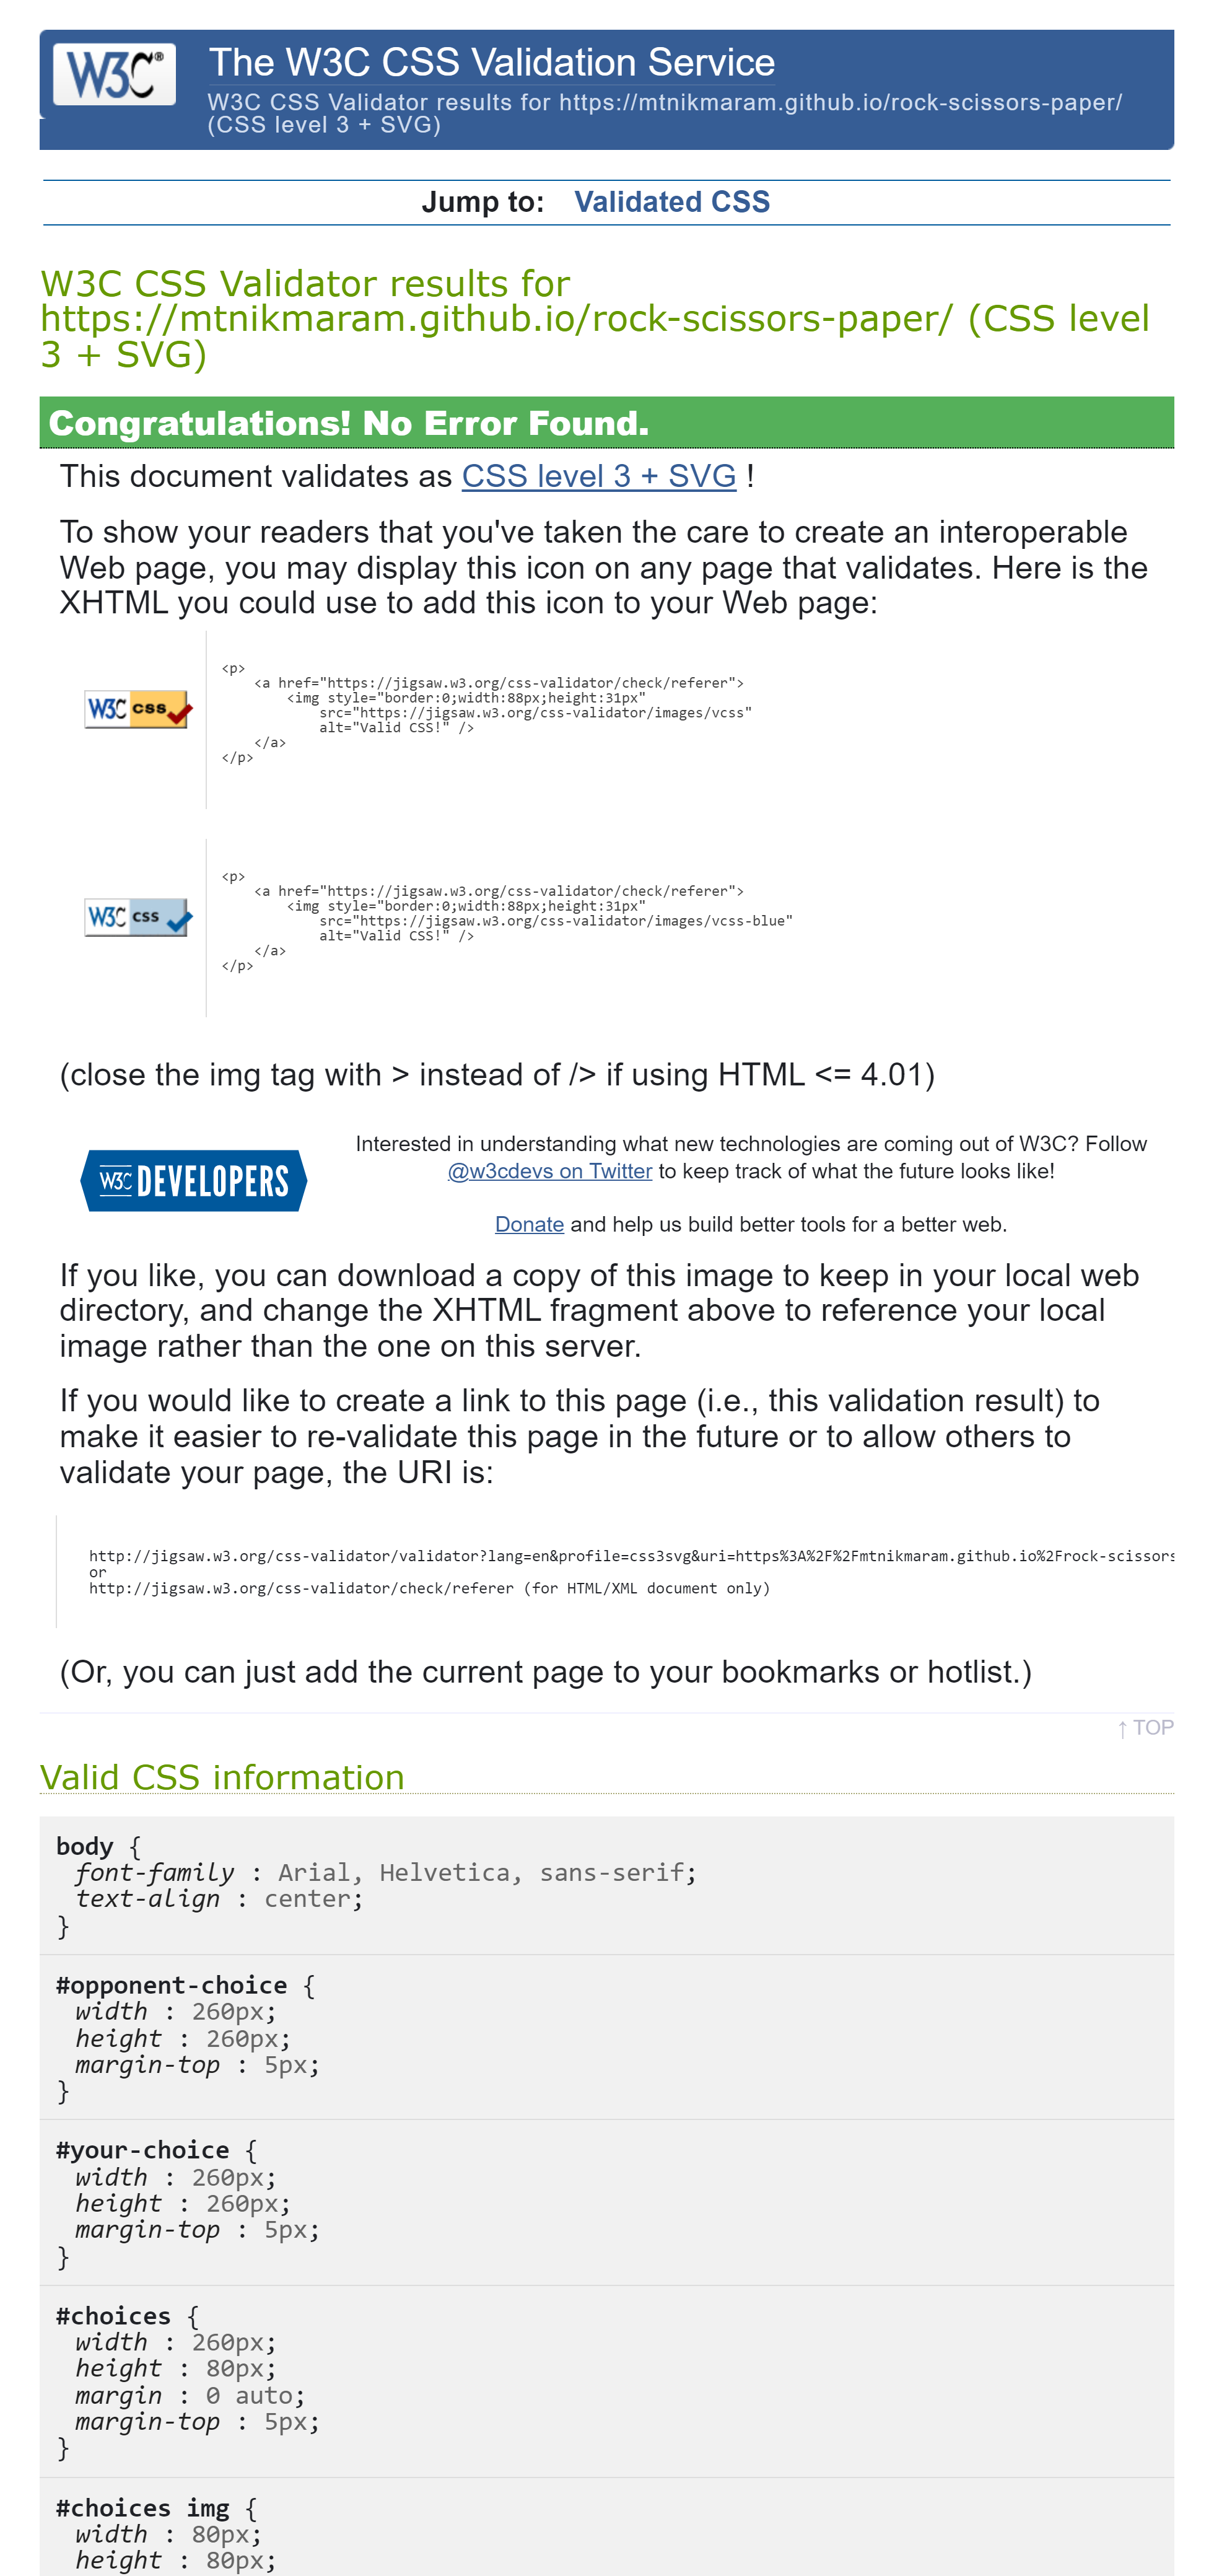 W3C®
The W3C CSS Validation Service
W3C CSS Validator results for https://mtnikmaram.github.io/rock-scissors-paper/
(CSS level 3 + SVG)
Jump to: Validated CSS
W3C CSS Validator results for
https://mtnikmaram.github.io/rock-scissors-paper/ (CSS level
3 + SVG)
Congratulations! No Error Found.
This document validates as CSS level 3 + SVG !
To show your readers that you've taken the care to create an interoperable
Web page, you may display this icon on any page that validates. Here is the
XHTML you could use to add this icon to your Web page:
W3C css
<p>
    <a href="https://jigsaw.w3.org/css-validator/check/referer">
        <img style="border:0;width:88px;height:31px"
            src="https://jigsaw.w3.org/css-validator/images/vcss"
            alt="Valid CSS!" />
    </a>
</p>
W3C css
<p>
    <a href="https://jigsaw.w3.org/css-validator/check/referer">
        <img style="border:0;width:88px;height:31px"
            src="https://jigsaw.w3.org/css-validator/images/vcss-blue"
            alt="Valid CSS!" />
    </a>
</p>
(close the img tag with > instead of /> if using HTML <= 4.01)
W3C DEVELOPERS
Interested in understanding what new technologies are coming out of W3C? Follow
@w3cdevs on Twitter to keep track of what the future looks like!
Donate and help us build better tools for a better web.
If you like, you can download a copy of this image to keep in your local web
directory, and change the XHTML fragment above to reference your local
image rather than the one on this server.
If you would like to create a link to this page (i.e., this validation result) to
make it easier to re-validate this page in the future or to allow others to
validate your page, the URI is:
http://jigsaw.w3.org/css-validator/validator?lang=en&profile=css3svg&uri=https%3A%2F%2Fmtnikmaram.github.io%2Frock-scissors
or
http://jigsaw.w3.org/css-validator/check/referer (for HTML/XML document only)
(Or, you can just add the current page to your bookmarks or hotlist.)
↑ TOP
Valid CSS information
body {
font-family : Arial, Helvetica, sans-serif;
text-align : center;
}
#opponent-choice {
width : 260px;
height : 260px;
margin-top : 5px;
}
#your-choice {
width : 260px;
height : 260px;
margin-top : 5px;
}
#choices {
width : 260px;
height : 80px;
margin : 0 auto;
margin-top : 5px;
}
#choices img {
width : 80px;
height : 80px;